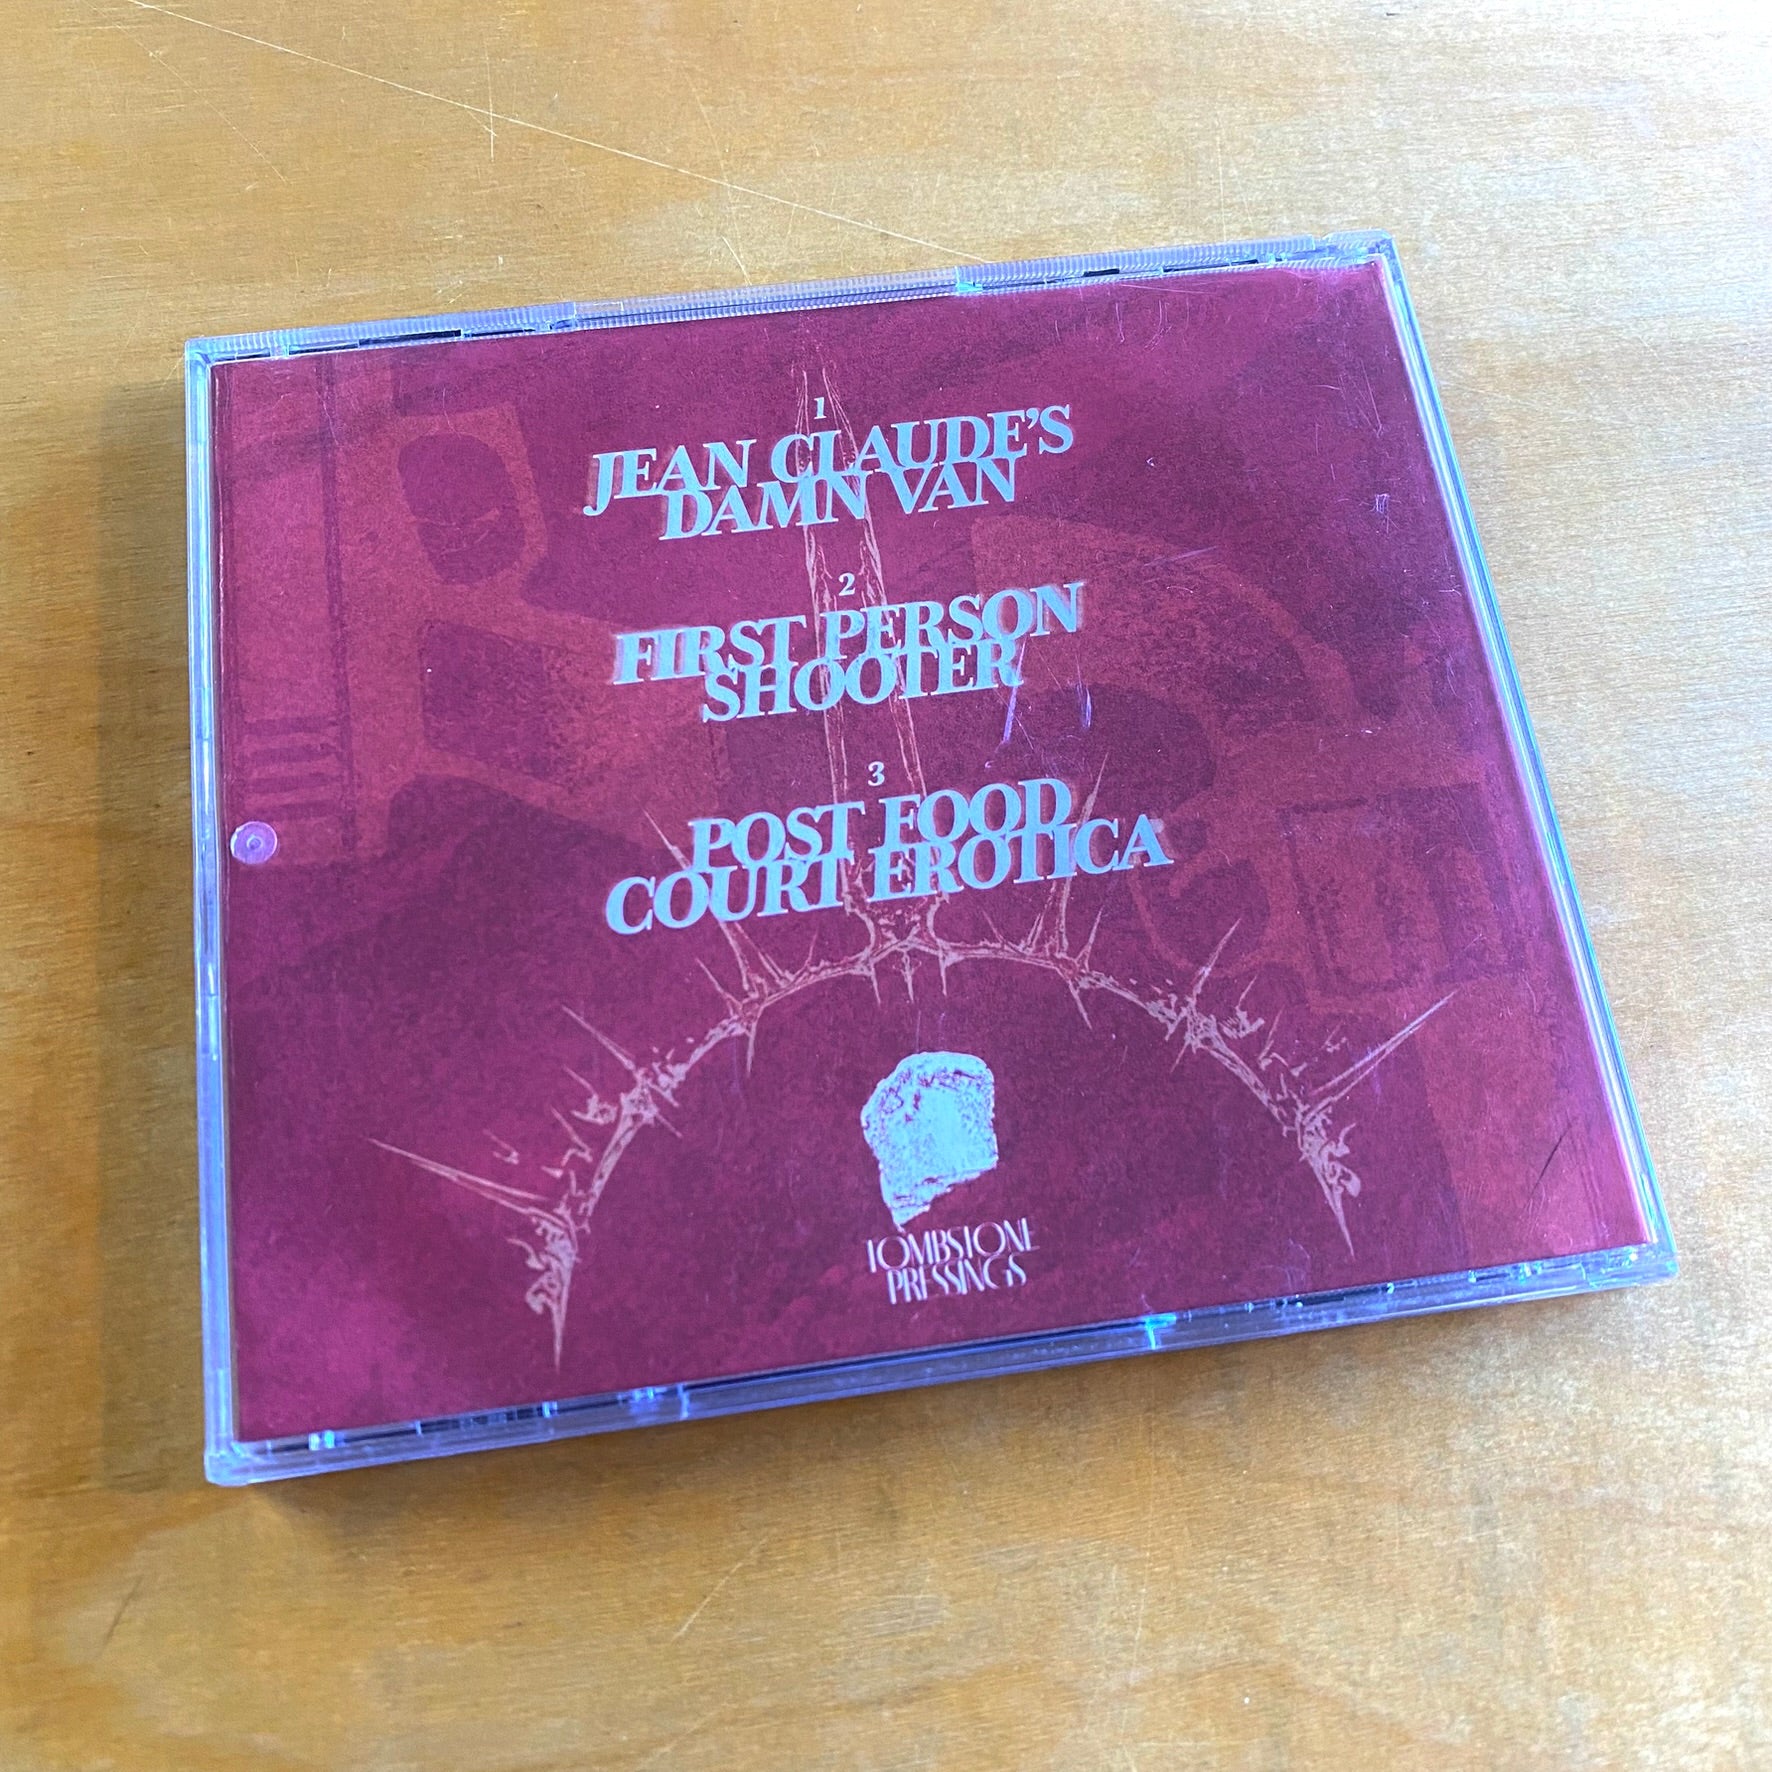 1
JEAN CLAUDE'S
DAMN VAN
2
FIRST PERSON
SHOOTER
3
POST FOOD
COURT EROTICA
TOMBSTONE
PRESSINGS